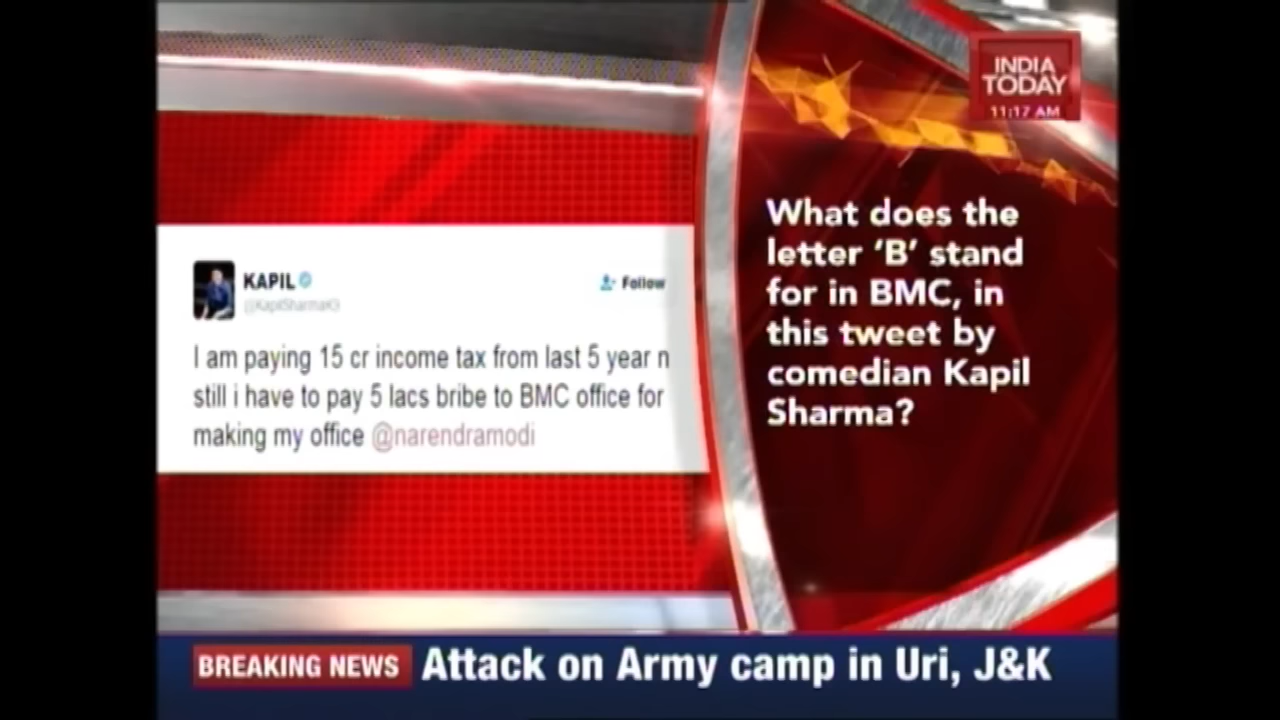 INDIA
TODAY
11:17 AM
KAPIL
Follow
@KapilSharmaK9
I am paying 15 cr income tax from last 5 year n
still i have to pay 5 lacs bribe to BMC office for
making my office @narendramodi
What does the
letter ‘B’ stand
for in BMC, in
this tweet by
comedian Kapil
Sharma?
BREAKING NEWS
Attack on Army camp in Uri, J&K